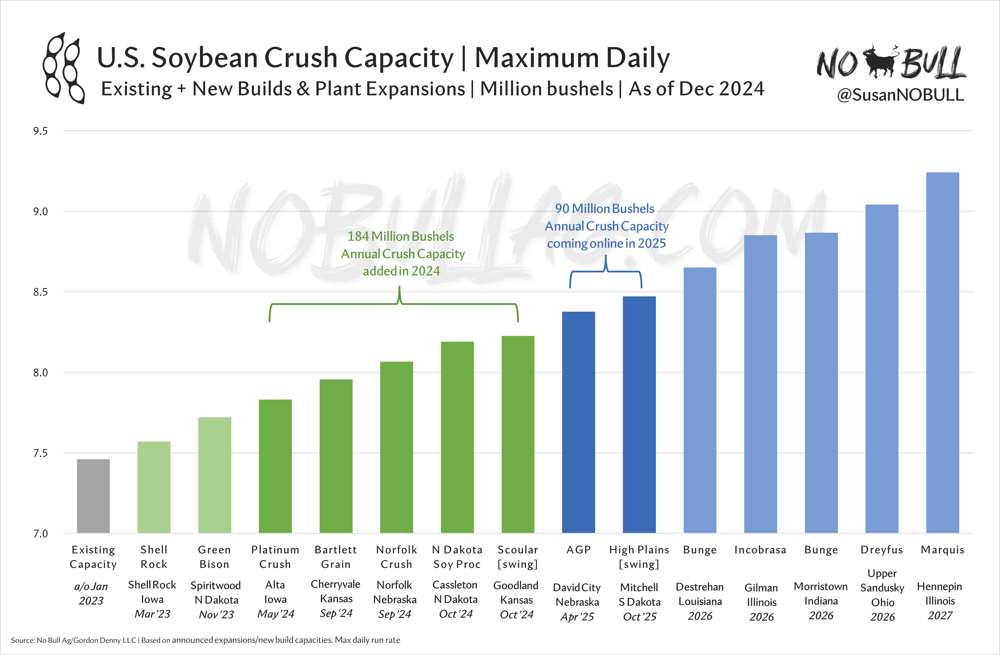 U.S. Soybean Crush Capacity | Maximum Daily
Existing + New Builds & Plant Expansions | Million bushels | As of Dec 2024
NO BULL
@SusanNOBULL
9.5
9.0
8.5
8.0
7.5
7.0
NOBULLAG.COM
184 Million Bushels
Annual Crush Capacity
added in 2024
90 Million Bushels
Annual Crush Capacity
coming online in 2025
Existing
Capacity
a/o Jan
2023
Shell
Rock
Shell Rock
Iowa
Mar '23
Green
Bison
Spiritwood
N Dakota
Nov '23
Platinum
Crush
Alta
Iowa
May '24
Bartlett
Grain
Cherryvale
Kansas
Sep '24
Norfolk
Crush
Norfolk
Nebraska
Sep '24
N Dakota
Soy Proc
Cassleton
N Dakota
Oct '24
Scoular
[swing]
Goodland
Kansas
Oct '24
AGP
David City
Nebraska
Apr '25
High Plains
[swing]
Mitchell
S Dakota
Oct '25
Bunge
Destrehan
Louisiana
2026
Incobrasa
Gilman
Illinois
2026
Bunge
Morristown
Indiana
2026
Dreyfus
Upper
Sandusky
Ohio
2026
Marquis
Hennepin
Illinois
2027
Source: No Bull Ag/Gordon Denny LLC | Based on announced expansions/new build capacities. Max daily run rate